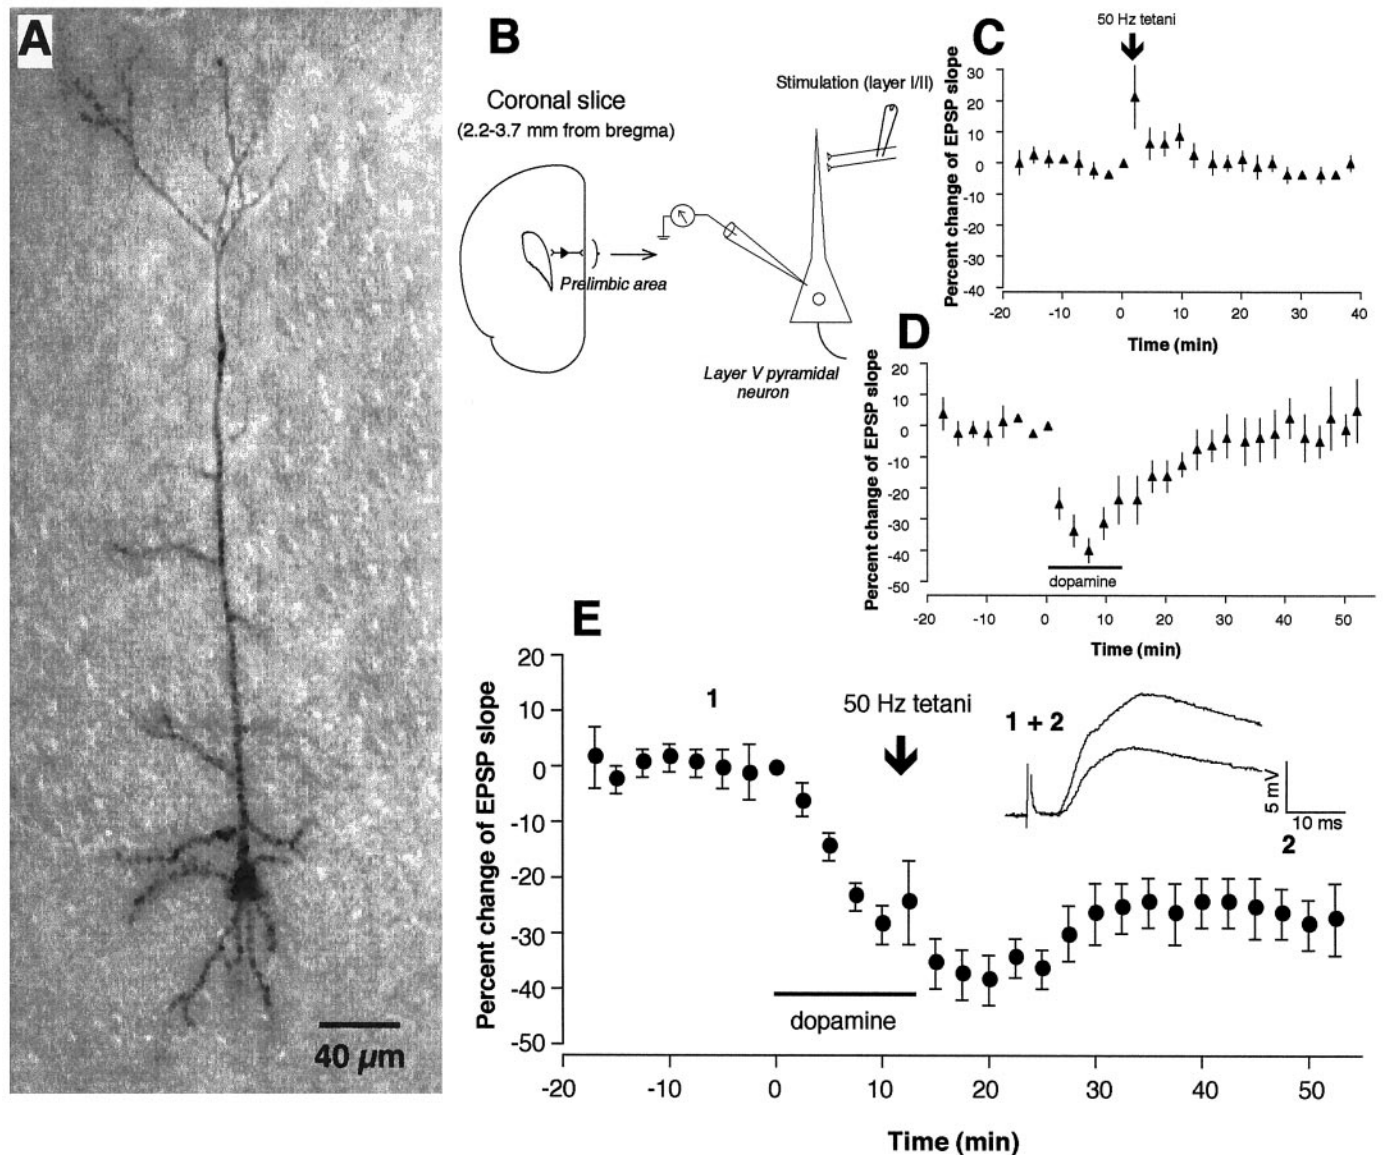 A
40 µm
B
Coronal slice
(2.2-3.7 mm from bregma)
Prelimbic area
Stimulation (layer I/II)
Layer V pyramidal
neuron
C
50 Hz tetani
Percent change of EPSP slope
30
20
10
0
-10
-20
-30
-40
-20 -10 0 10 20 30 40
Time (min)
D
Percent change of EPSP slope
20
10
0
-10
-20
-30
-40
-50
dopamine
-20 -10 0 10 20 30 40 50
Time (min)
E
Percent change of EPSP slope
20
10
0
-10
-20
-30
-40
-50
1
50 Hz tetani
1 + 2
5 mV
10 ms
2
dopamine
-20 -10 0 10 20 30 40 50
Time (min)